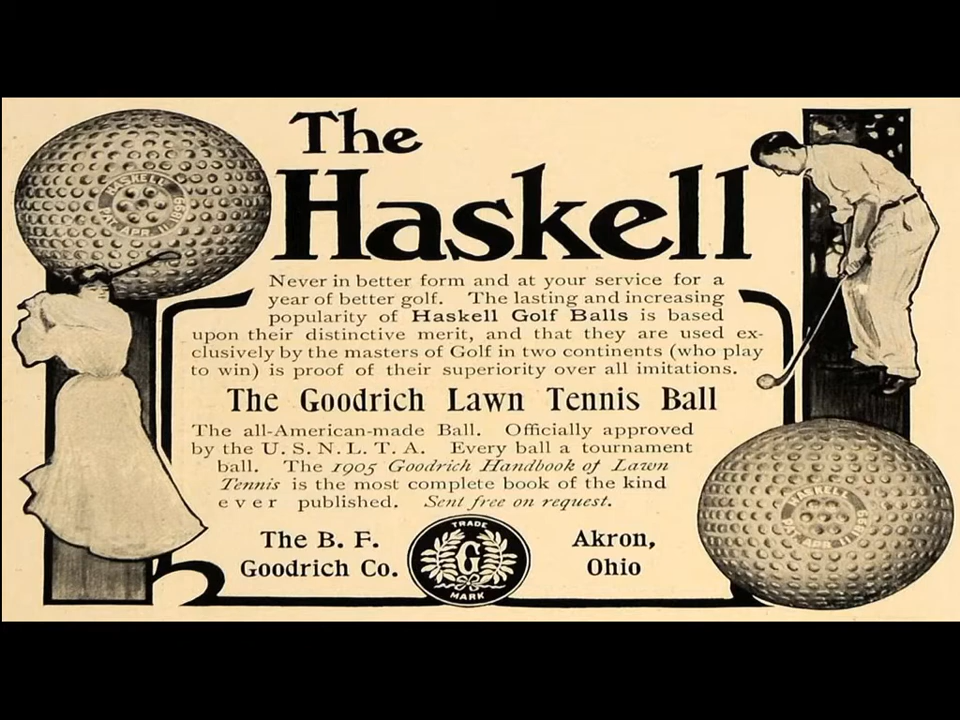 The
Haskell
HASKELL
PAT. APR. 11 1899
Never in better form and at your service for a
year of better golf. The lasting and increasing
popularity of Haskell Golf Balls is based
upon their distinctive merit, and that they are used ex-
clusively by the masters of Golf in two continents (who play
to win) is proof of their superiority over all imitations.
The Goodrich Lawn Tennis Ball
The all-American-made Ball. Officially approved
by the U. S. N. L. T. A. Every ball a tournament
ball. The 1905 Goodrich Handbook of Lawn
Tennis is the most complete book of the kind
ever published. Sent free on request.
HASKELL
PAT. APR. 11 1899
The B. F.
Goodrich Co.
TRADE
G
MARK
Akron,
Ohio